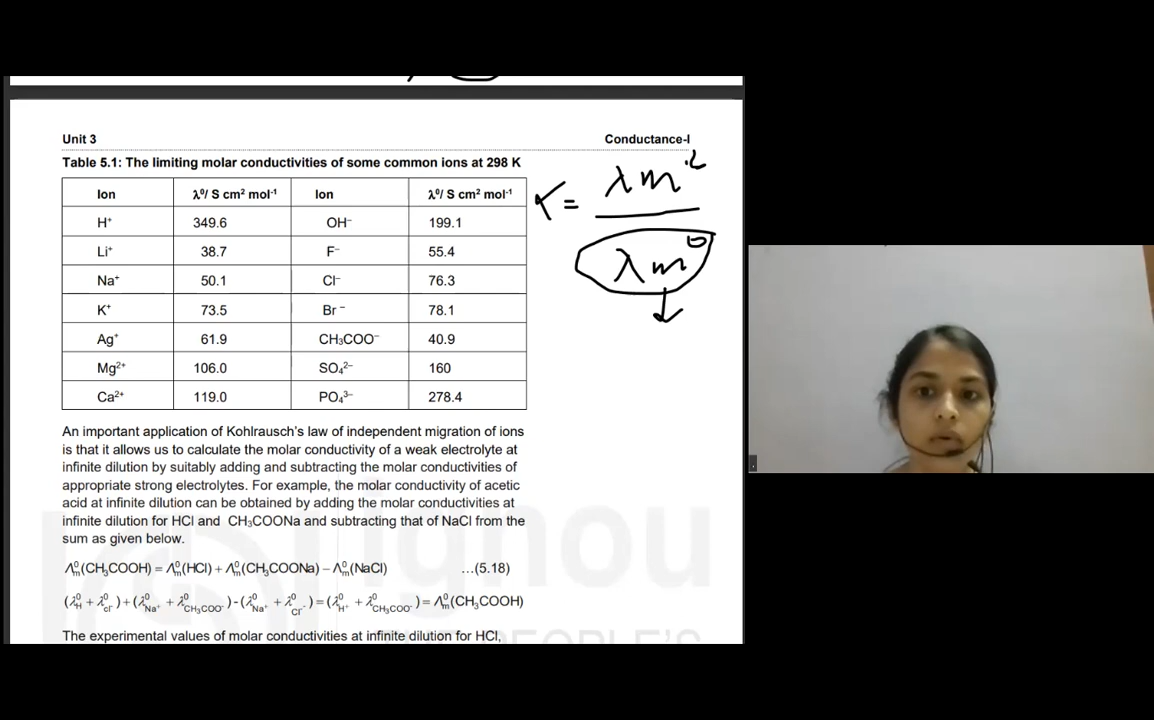 Unit 3 Conductance-I
Table 5.1: The limiting molar conductivities of some common ions at 298 K
Ion λ⁰/ S cm² mol⁻¹ Ion λ⁰/ S cm² mol⁻¹
H⁺ 349.6 OH⁻ 199.1
Li⁺ 38.7 F⁻ 55.4
Na⁺ 50.1 Cl⁻ 76.3
K⁺ 73.5 Br⁻ 78.1
Ag⁺ 61.9 CH₃COO⁻ 40.9
Mg²⁺ 106.0 SO₄²⁻ 160
Ca²⁺ 119.0 PO₄³⁻ 278.4
λm²
K =
λm⁰
An important application of Kohlrausch's law of independent migration of ions
is that it allows us to calculate the molar conductivity of a weak electrolyte at
infinite dilution by suitably adding and subtracting the molar conductivities of
appropriate strong electrolytes. For example, the molar conductivity of acetic
acid at infinite dilution can be obtained by adding the molar conductivities at
infinite dilution for HCl and CH₃COONa and subtracting that of NaCl from the
sum as given below.
Λ⁰m(CH₃COOH) = Λ⁰m(HCl) + Λ⁰m(CH₃COONa) – Λ⁰m(NaCl) …(5.18)
(λ⁰H⁺ + λ⁰Cl⁻) + (λ⁰Na⁺ + λ⁰CH₃COO⁻) - (λ⁰Na⁺ + λ⁰Cl⁻) = (λ⁰H⁺ + λ⁰CH₃COO⁻) = Λ⁰m(CH₃COOH)
The experimental values of molar conductivities at infinite dilution for HCl,
ignou
PEOPLE'S